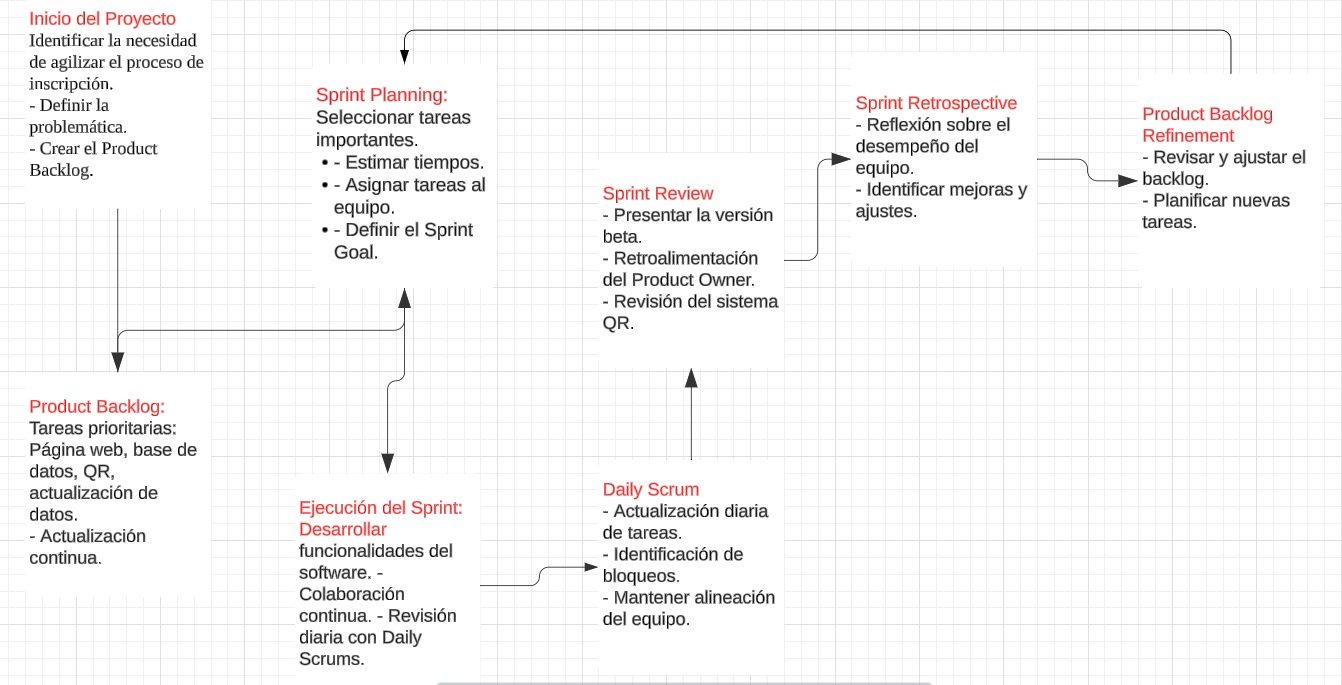 Inicio del Proyecto
Identificar la necesidad
de agilizar el proceso de
inscripción.
- Definir la
problemática.
- Crear el Product
Backlog.
Product Backlog:
Tareas prioritarias:
Página web, base de
datos, QR,
actualización de
datos.
- Actualización
continua.
Sprint Planning:
Seleccionar tareas
importantes.
• - Estimar tiempos.
• - Asignar tareas al
equipo.
• - Definir el Sprint
Goal.
Ejecución del Sprint:
Desarrollar
funcionalidades del
software. -
Colaboración
continua. - Revisión
diaria con Daily
Scrums.
Daily Scrum
- Actualización diaria
de tareas.
- Identificación de
bloqueos.
- Mantener alineación
del equipo.
Sprint Review
- Presentar la versión
beta.
- Retroalimentación
del Product Owner.
- Revisión del sistema
QR.
Sprint Retrospective
- Reflexión sobre el
desempeño del
equipo.
- Identificar mejoras y
ajustes.
Product Backlog
Refinement
- Revisar y ajustar el
backlog.
- Planificar nuevas
tareas.